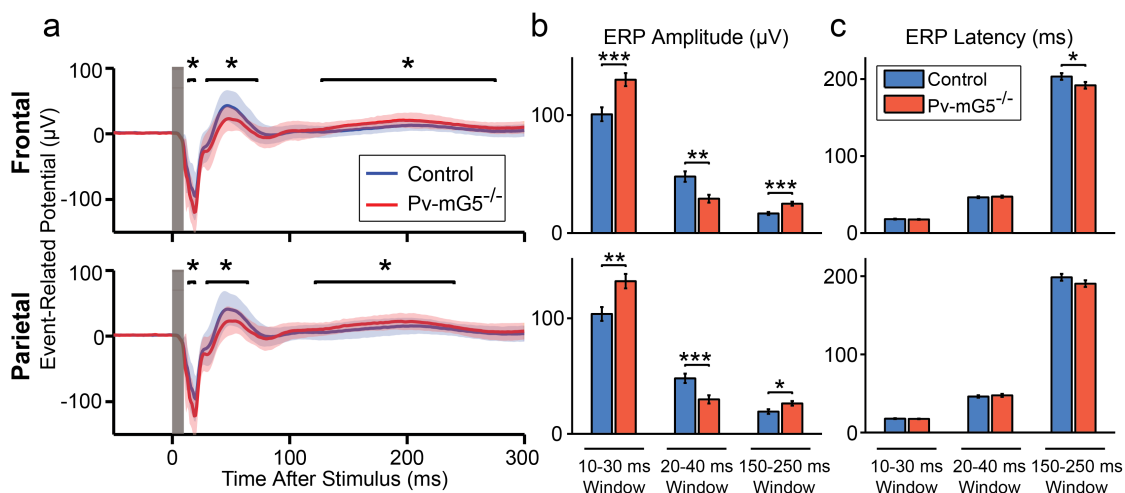 a
Frontal
Parietal
Event-Related Potential (µV)
*
*
*
100
0
-100
Control
Pv-mG5-/-
*
*
*
100
0
-100
0
100
200
300
Time After Stimulus (ms)
b
ERP Amplitude (µV)
***
**
***
100
0
**
***
*
100
0
10-30 ms
Window
20-40 ms
Window
150-250 ms
Window
c
ERP Latency (ms)
Control
Pv-mG5-/-
*
200
100
0
200
100
0
10-30 ms
Window
20-40 ms
Window
150-250 ms
Window